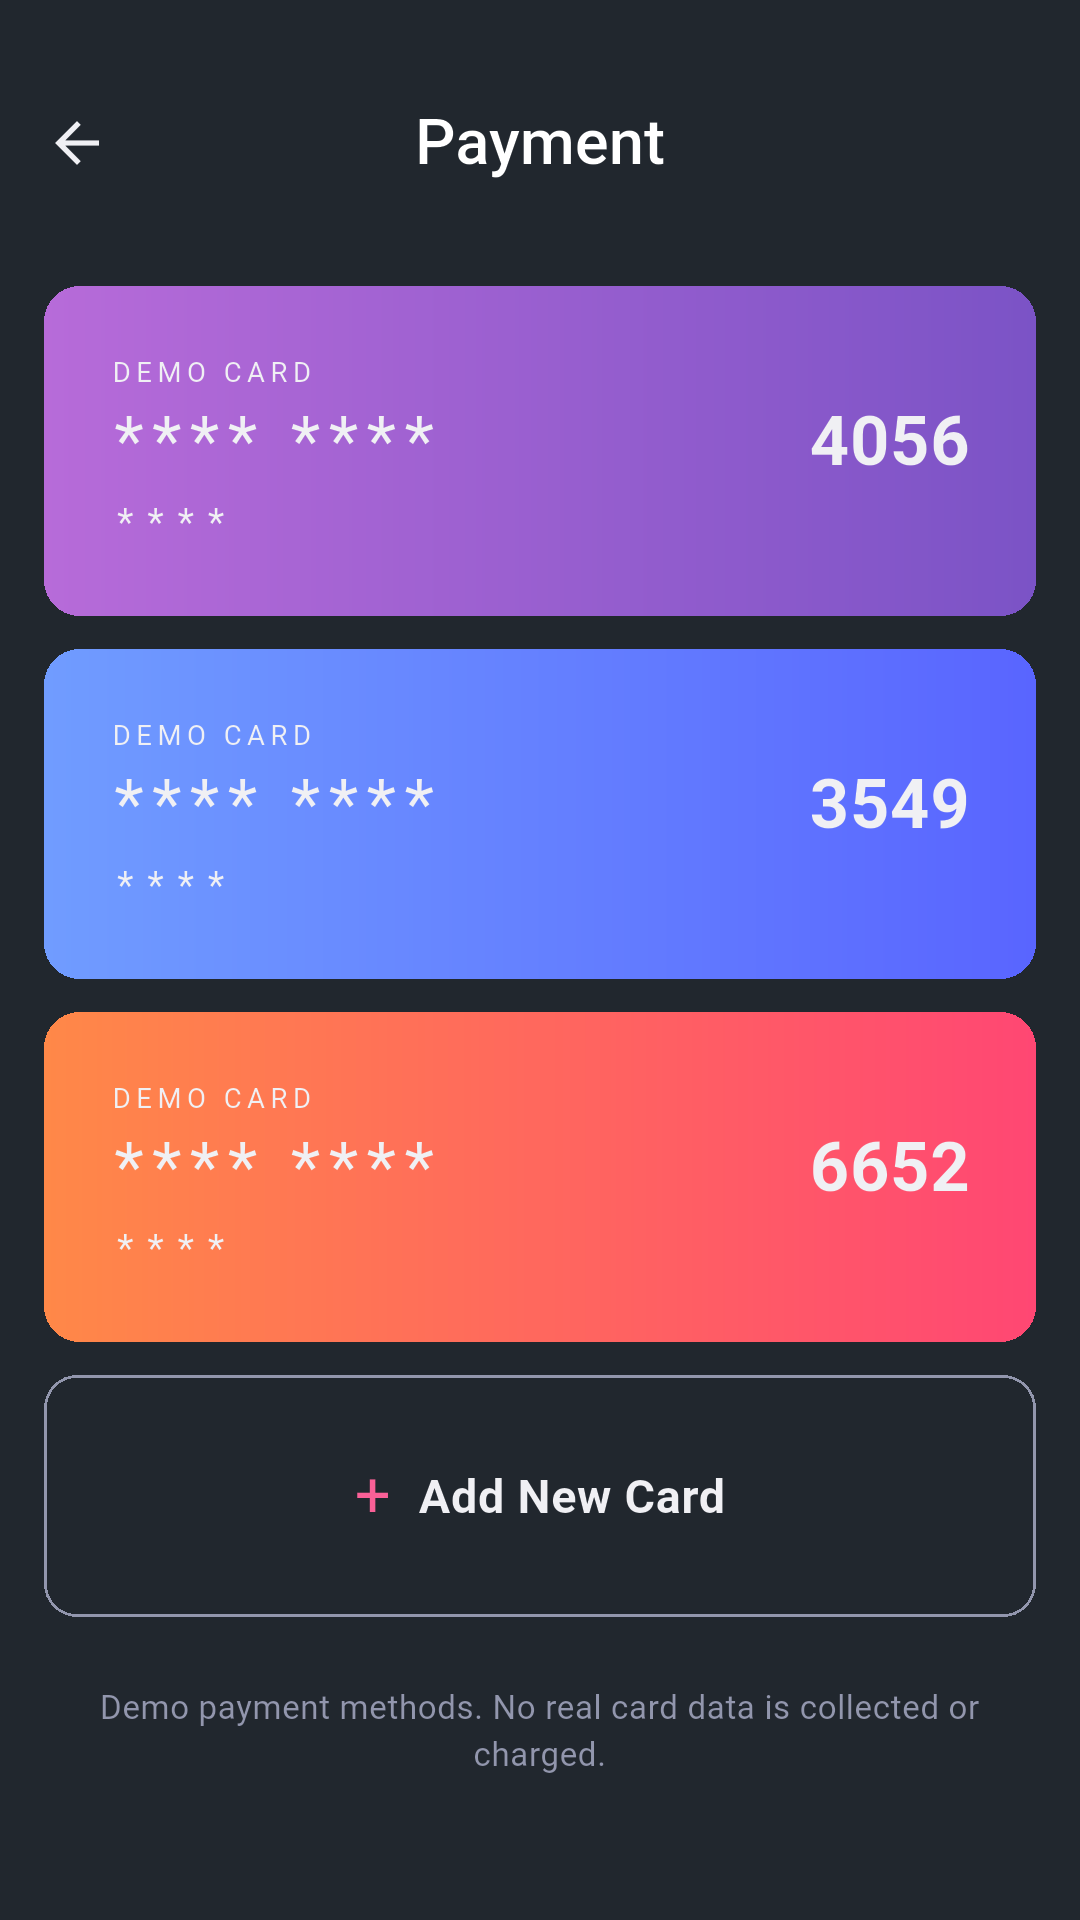 Payment
DEMO CARD
**** **** 4056
****
DEMO CARD
**** **** 3549
****
DEMO CARD
**** **** 6652
****
+ Add New Card
Demo payment methods. No real card data is collected or
charged.